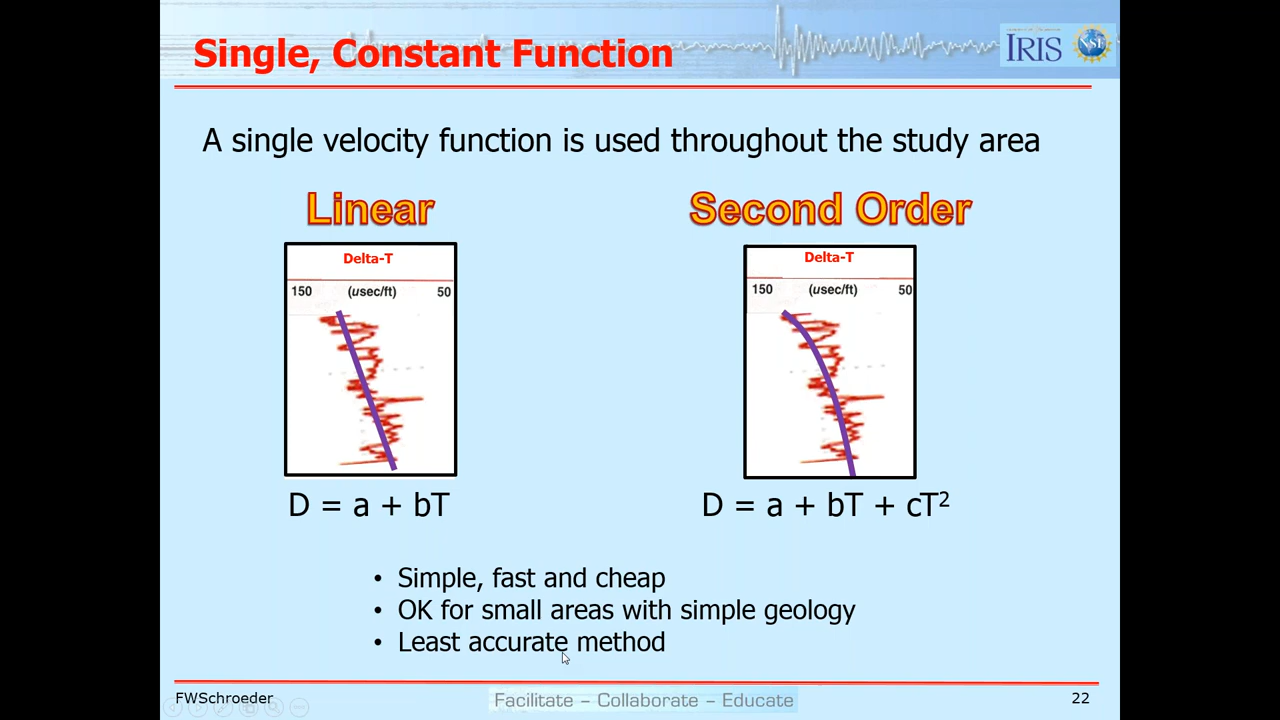 Single, Constant Function
IRIS
NSF
A single velocity function is used throughout the study area
Linear
Second Order
Delta-T
150 (usec/ft) 50
Delta-T
150 (usec/ft) 50
D = a + bT
D = a + bT + cT²
• Simple, fast and cheap
• OK for small areas with simple geology
• Least accurate method
FWSchroeder
Facilitate – Collaborate – Educate
22